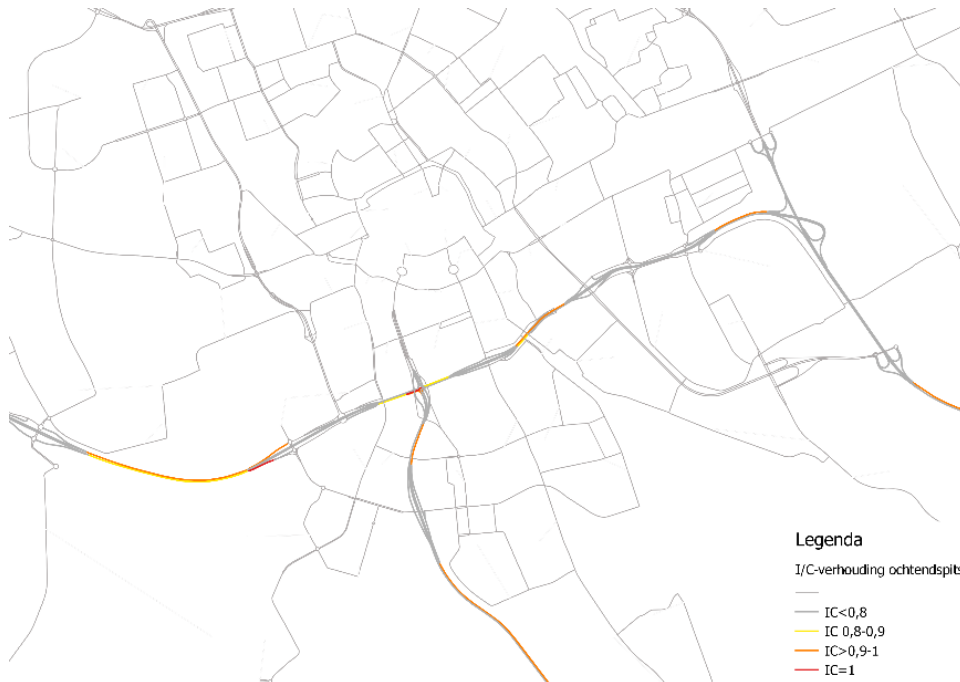 Legenda
I/C-verhouding ochtendspits
IC<0,8
IC 0,8-0,9
IC>0,9-1
IC=1